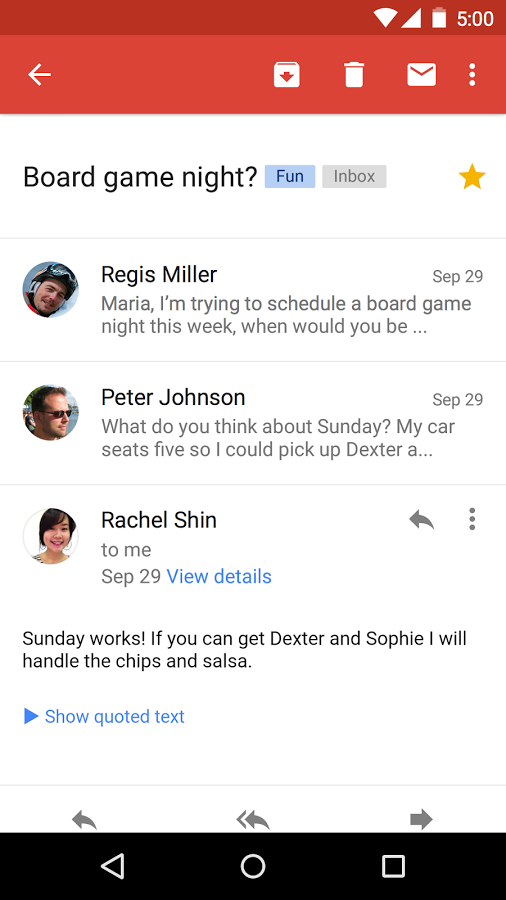 5:00
Board game night? Fun Inbox
Regis Miller Sep 29
Maria, I’m trying to schedule a board game
night this week, when would you be ...
Peter Johnson Sep 29
What do you think about Sunday? My car
seats five so I could pick up Dexter a...
Rachel Shin
to me
Sep 29 View details
Sunday works! If you can get Dexter and Sophie I will
handle the chips and salsa.
Show quoted text